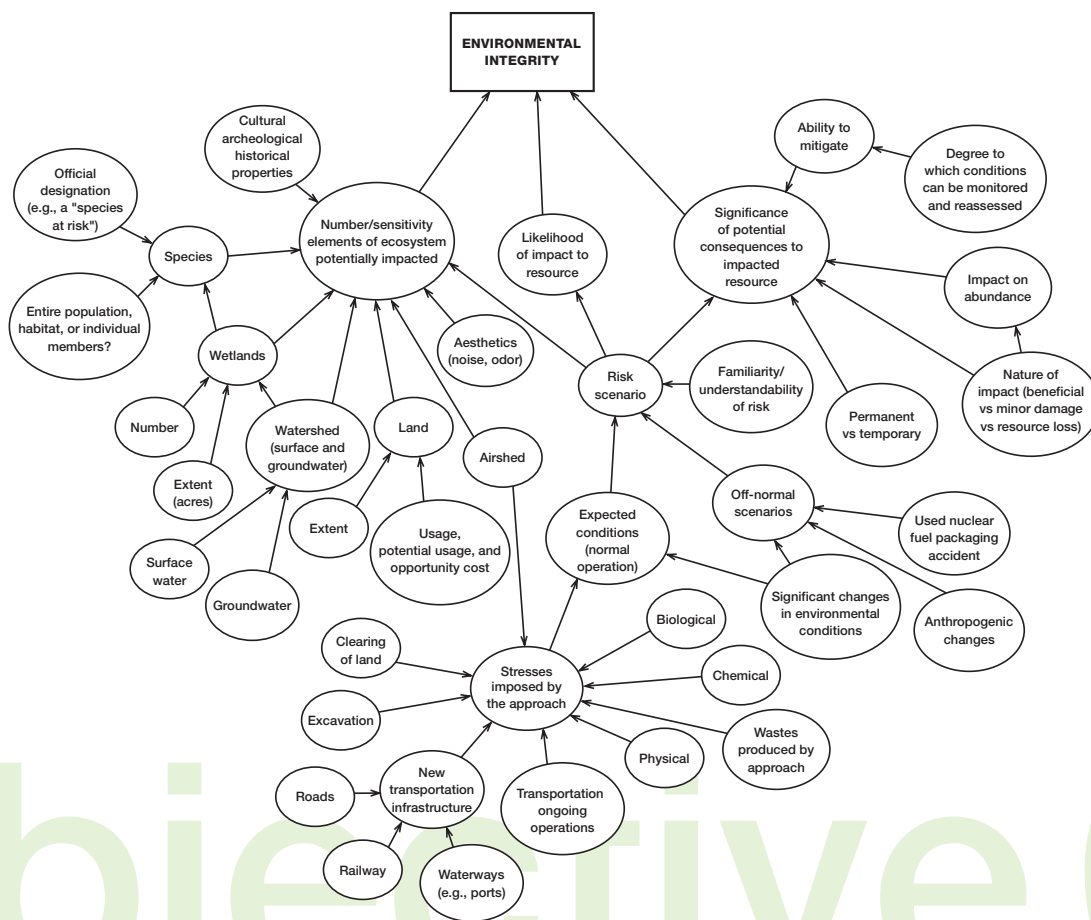 ENVIRONMENTAL
INTEGRITY
Cultural
archeological
historical
properties
Ability to
mitigate
Degree to
which conditions
can be monitored
and reassessed
Official
designation
(e.g., a "species
at risk")
Number/sensitivity
elements of ecosystem
potentially impacted
Significance
of potential
consequences to
impacted
resource
Likelihood
of impact to
resource
Species
Impact on
abundance
Entire population,
habitat, or individual
members?
Wetlands
Aesthetics
(noise, odor)
Risk
scenario
Familiarity/
understandability
of risk
Nature of
impact (beneficial
vs minor damage
vs resource loss)
Permanent
vs temporary
Number
Watershed
(surface and
groundwater)
Land
Airshed
Extent
(acres)
Off-normal
scenarios
Extent
Expected
conditions
(normal
operation)
Used nuclear
fuel packaging
accident
Usage,
potential usage, and
opportunity cost
Surface
water
Groundwater
Significant changes
in environmental
conditions
Anthropogenic
changes
Biological
Clearing
of land
Stresses
imposed by
the approach
Chemical
Excavation
Wastes
produced by
approach
Physical
New
transportation
infrastructure
Roads
Transportation
ongoing
operations
Railway
Waterways
(e.g., ports)
bjective